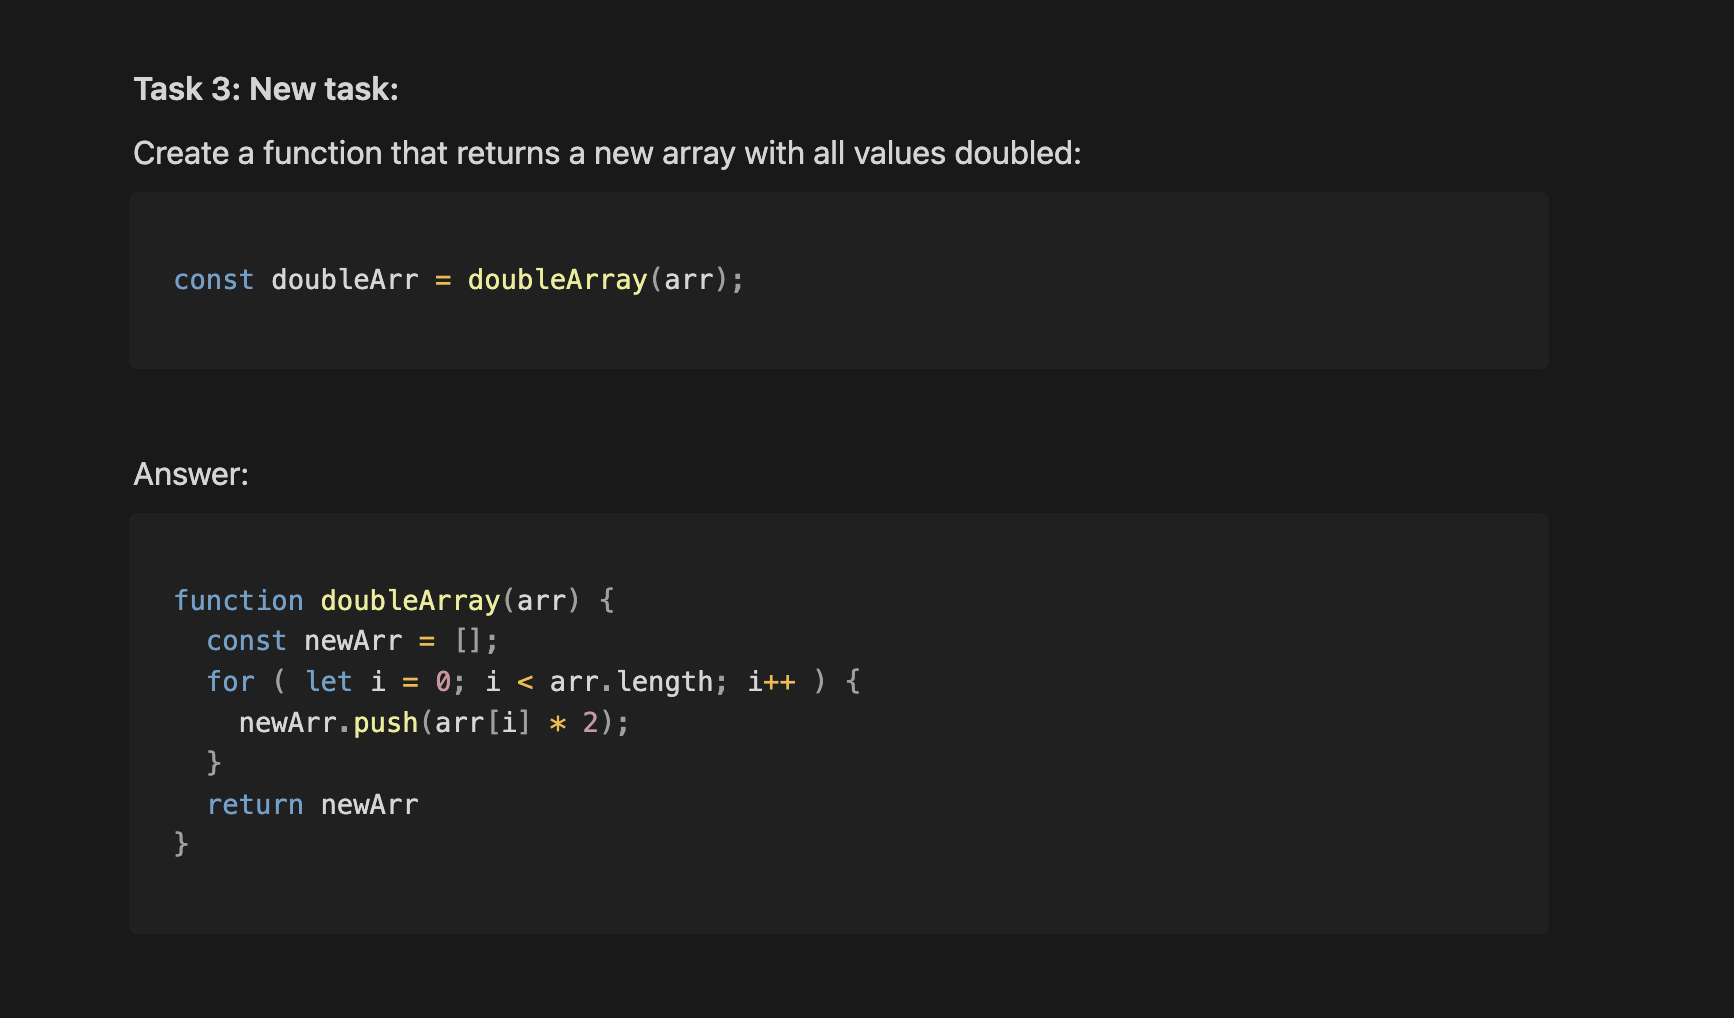 Task 3: New task:
Create a function that returns a new array with all values doubled:
const doubleArr = doubleArray(arr);
Answer:
function doubleArray(arr) {
  const newArr = [];
  for ( let i = 0; i < arr.length; i++ ) {
    newArr.push(arr[i] * 2);
  }
  return newArr
}